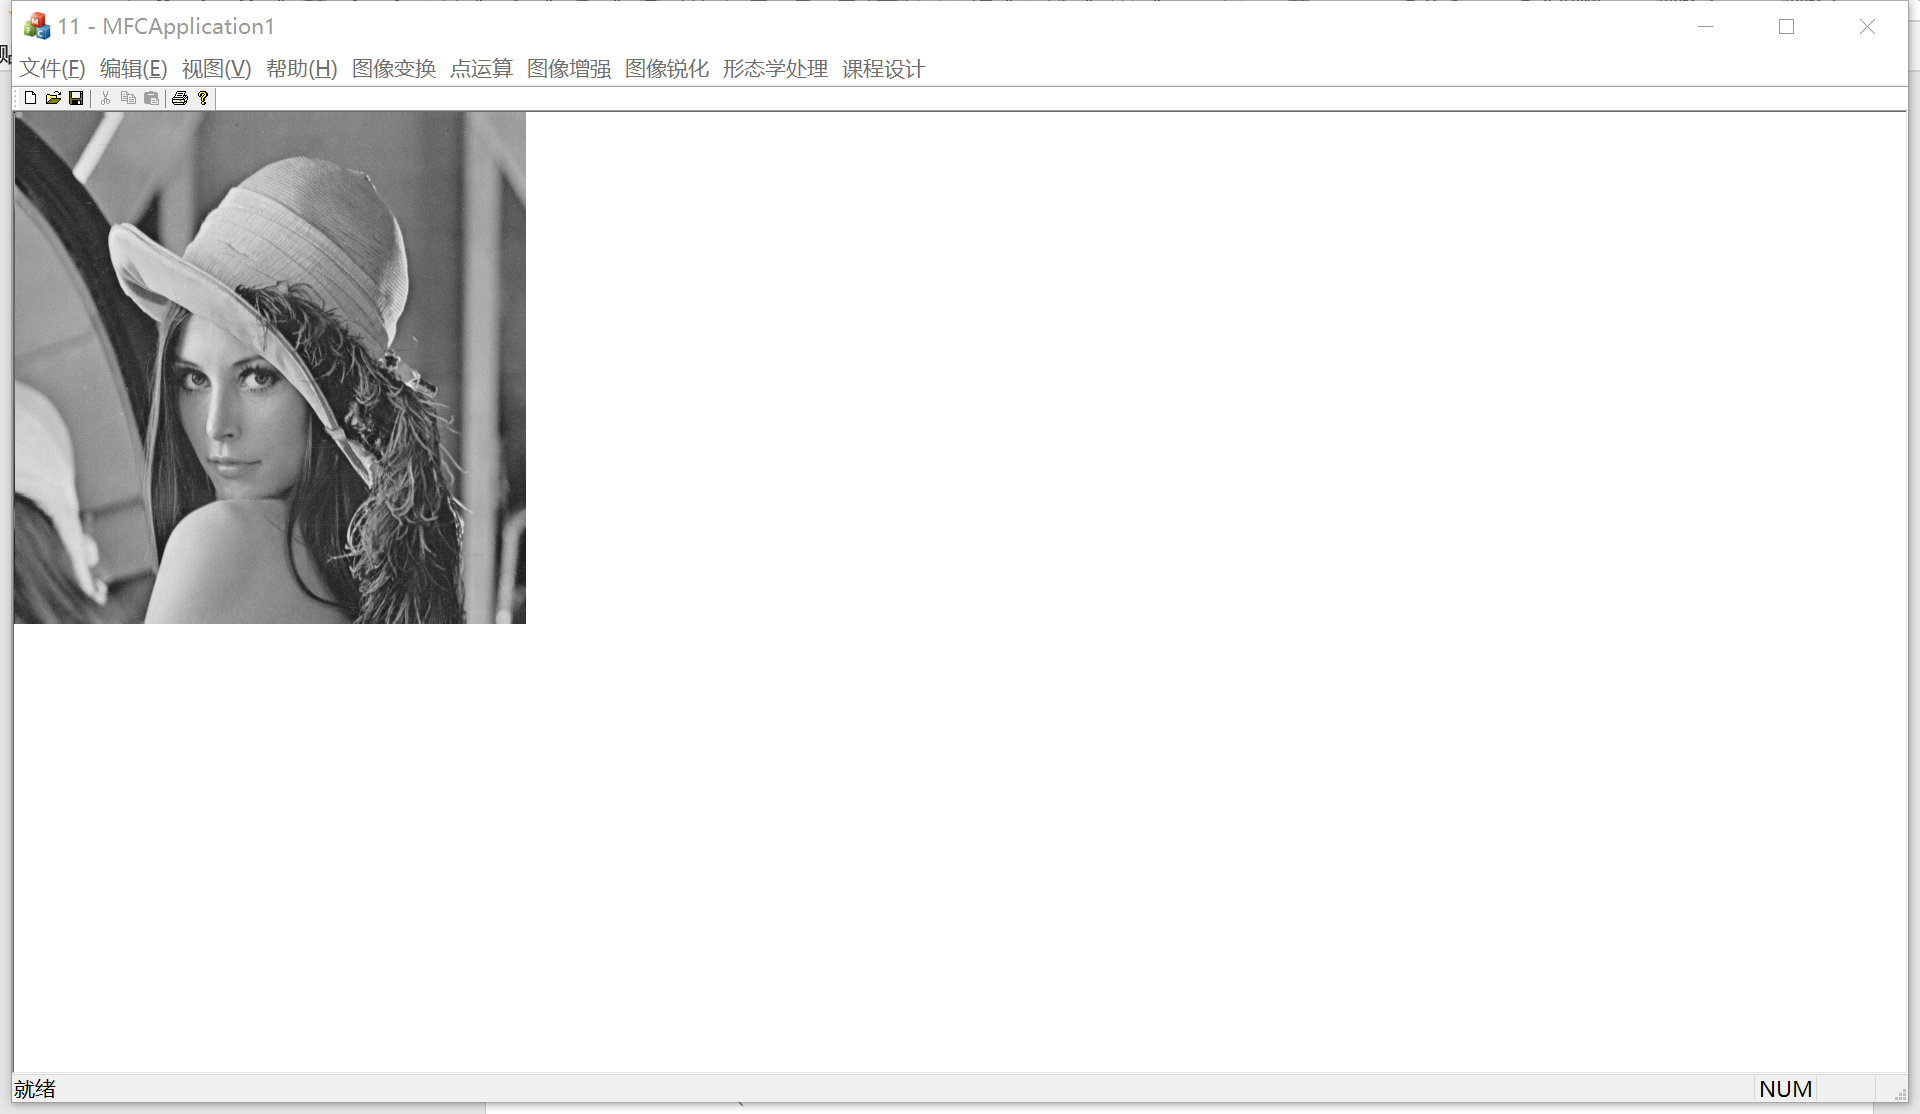 11 - MFCApplication1
文件(F) 编辑(E) 视图(V) 帮助(H) 图像变换 点运算 图像增强 图像锐化 形态学处理 课程设计
就绪
NUM